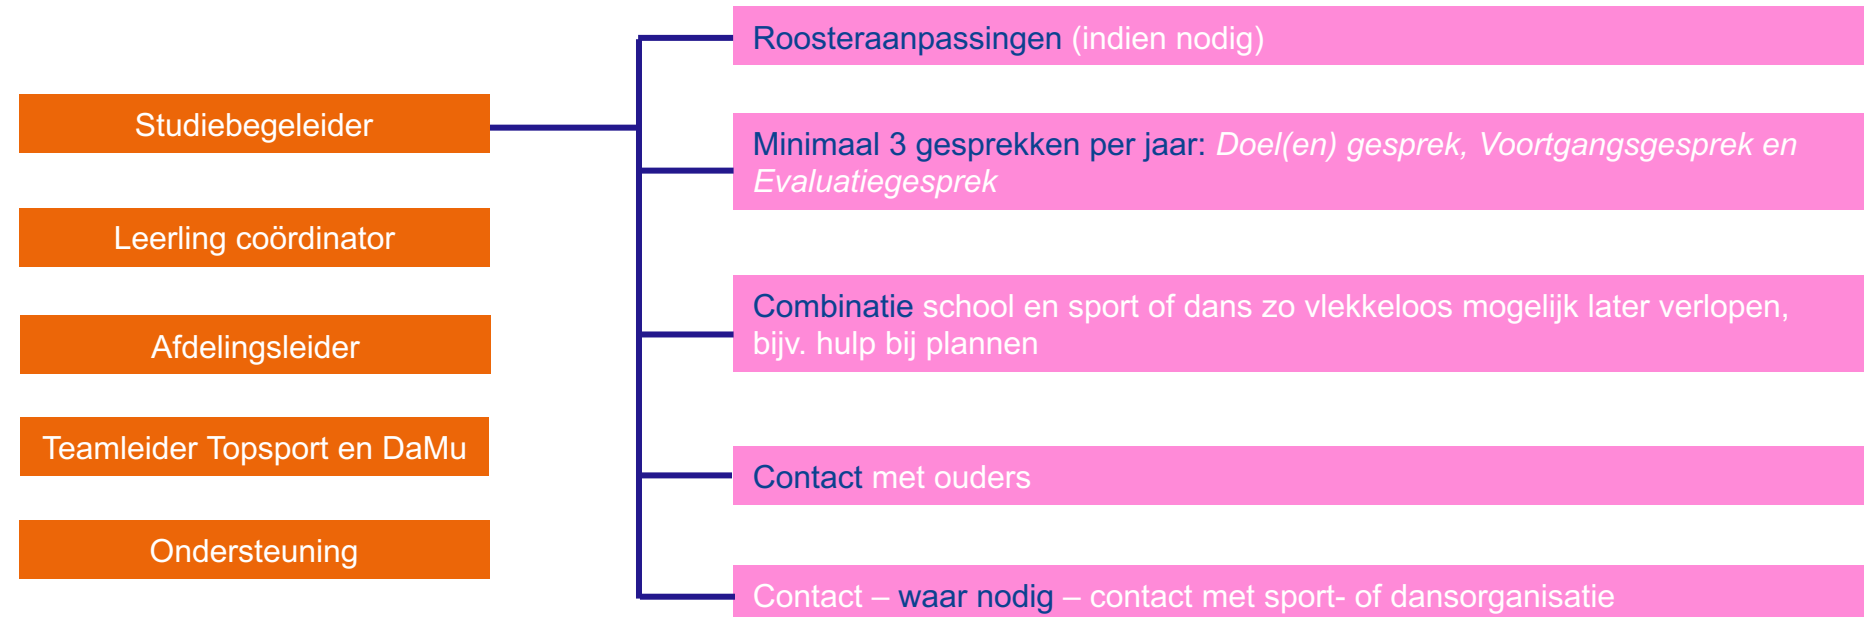 Studiebegeleider
Leerling coördinator
Afdelingsleider
Teamleider Topsport en DaMu
Ondersteuning
Roosteraanpassingen (indien nodig)
Minimaal 3 gesprekken per jaar: Doel(en) gesprek, Voortgangsgesprek en
Evaluatiegesprek
Combinatie school en sport of dans zo vlekkeloos mogelijk later verlopen,
bijv. hulp bij plannen
Contact met ouders
Contact – waar nodig – contact met sport- of dansorganisatie